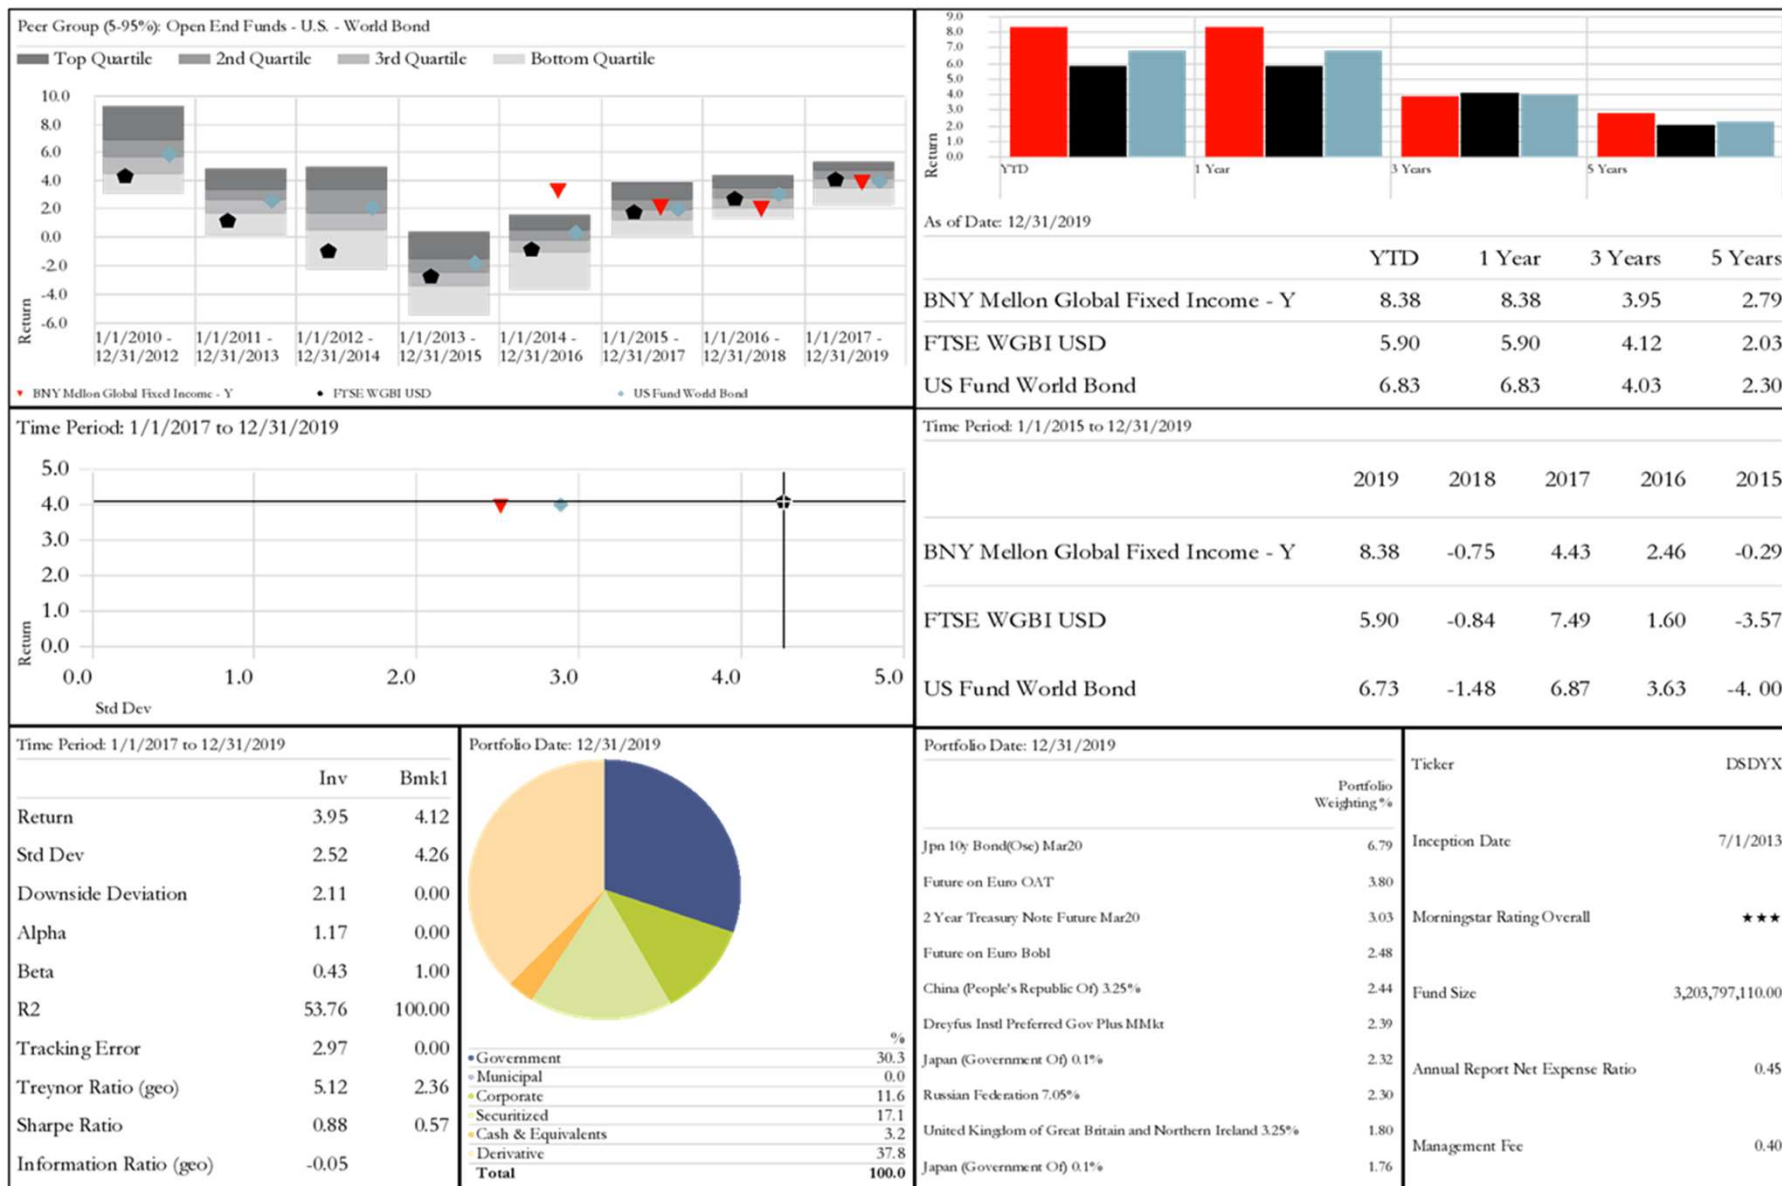 Peer Group (5-95%): Open End Funds - U.S. - World Bond
Top Quartile 2nd Quartile 3rd Quartile Bottom Quartile
10.0
8.0
6.0
4.0
2.0
0.0
-2.0
-4.0
-6.0
Return
1/1/2010 - 1/1/2011 - 1/1/2012 - 1/1/2013 - 1/1/2014 - 1/1/2015 - 1/1/2016 - 1/1/2017 -
12/31/2012 12/31/2013 12/31/2014 12/31/2015 12/31/2016 12/31/2017 12/31/2018 12/31/2019
BNY Mellon Global Fixed Income - Y FTSE WGBI USD US Fund World Bond
9.0
8.0
7.0
6.0
5.0
4.0
3.0
2.0
1.0
0.0
Return
YTD 1 Year 3 Years 5 Years
As of Date: 12/31/2019
YTD 1 Year 3 Years 5 Years
BNY Mellon Global Fixed Income - Y 8.38 8.38 3.95 2.79
FTSE WGBI USD 5.90 5.90 4.12 2.03
US Fund World Bond 6.83 6.83 4.03 2.30
Time Period: 1/1/2017 to 12/31/2019
5.0
4.0
3.0
2.0
1.0
0.0
Return
0.0 1.0 2.0 3.0 4.0 5.0
Std Dev
Time Period: 1/1/2015 to 12/31/2019
2019 2018 2017 2016 2015
BNY Mellon Global Fixed Income - Y 8.38 -0.75 4.43 2.46 -0.29
FTSE WGBI USD 5.90 -0.84 7.49 1.60 -3.57
US Fund World Bond 6.73 -1.48 6.87 3.63 -4. 00
Time Period: 1/1/2017 to 12/31/2019
Inv Bmk1
Return 3.95 4.12
Std Dev 2.52 4.26
Downside Deviation 2.11 0.00
Alpha 1.17 0.00
Beta 0.43 1.00
R2 53.76 100.00
Tracking Error 2.97 0.00
Treynor Ratio (geo) 5.12 2.36
Sharpe Ratio 0.88 0.57
Information Ratio (geo) -0.05
Portfolio Date: 12/31/2019
%
Government 30.3
Municipal 0.0
Corporate 11.6
Securitized 17.1
Cash & Equivalents 3.2
Derivative 37.8
Total 100.0
Portfolio Date: 12/31/2019
Portfolio
Weighting %
Jpn 10y Bond(Ose) Mar20 6.79
Future on Euro OAT 3.80
2 Year Treasury Note Future Mar20 3.03
Future on Euro Bobl 2.48
China (People's Republic Of) 3.25% 2.44
Dreyfus Instl Preferred Gov Plus MMkt 2.39
Japan (Government Of) 0.1% 2.32
Russian Federation 7.05% 2.30
United Kingdom of Great Britain and Northern Ireland 3.25% 1.80
Japan (Government Of) 0.1% 1.76
Ticker DSDYX
Inception Date 7/1/2013
Morningstar Rating Overall ★★★
Fund Size 3,203,797,110.00
Annual Report Net Expense Ratio 0.45
Management Fee 0.40